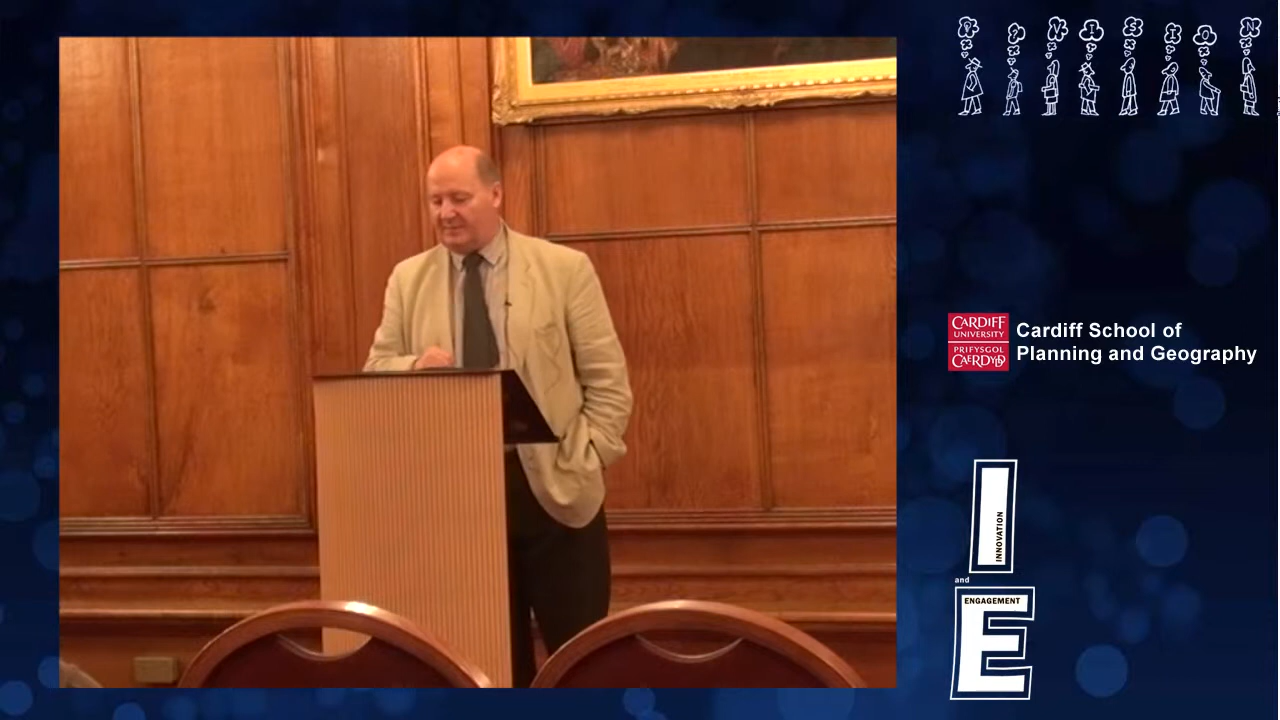 V I S I O N
CARDIFF
UNIVERSITY
PRIFYSGOL
CAERDYDD
Cardiff School of
Planning and Geography
I
INNOVATION
and
ENGAGEMENT
E